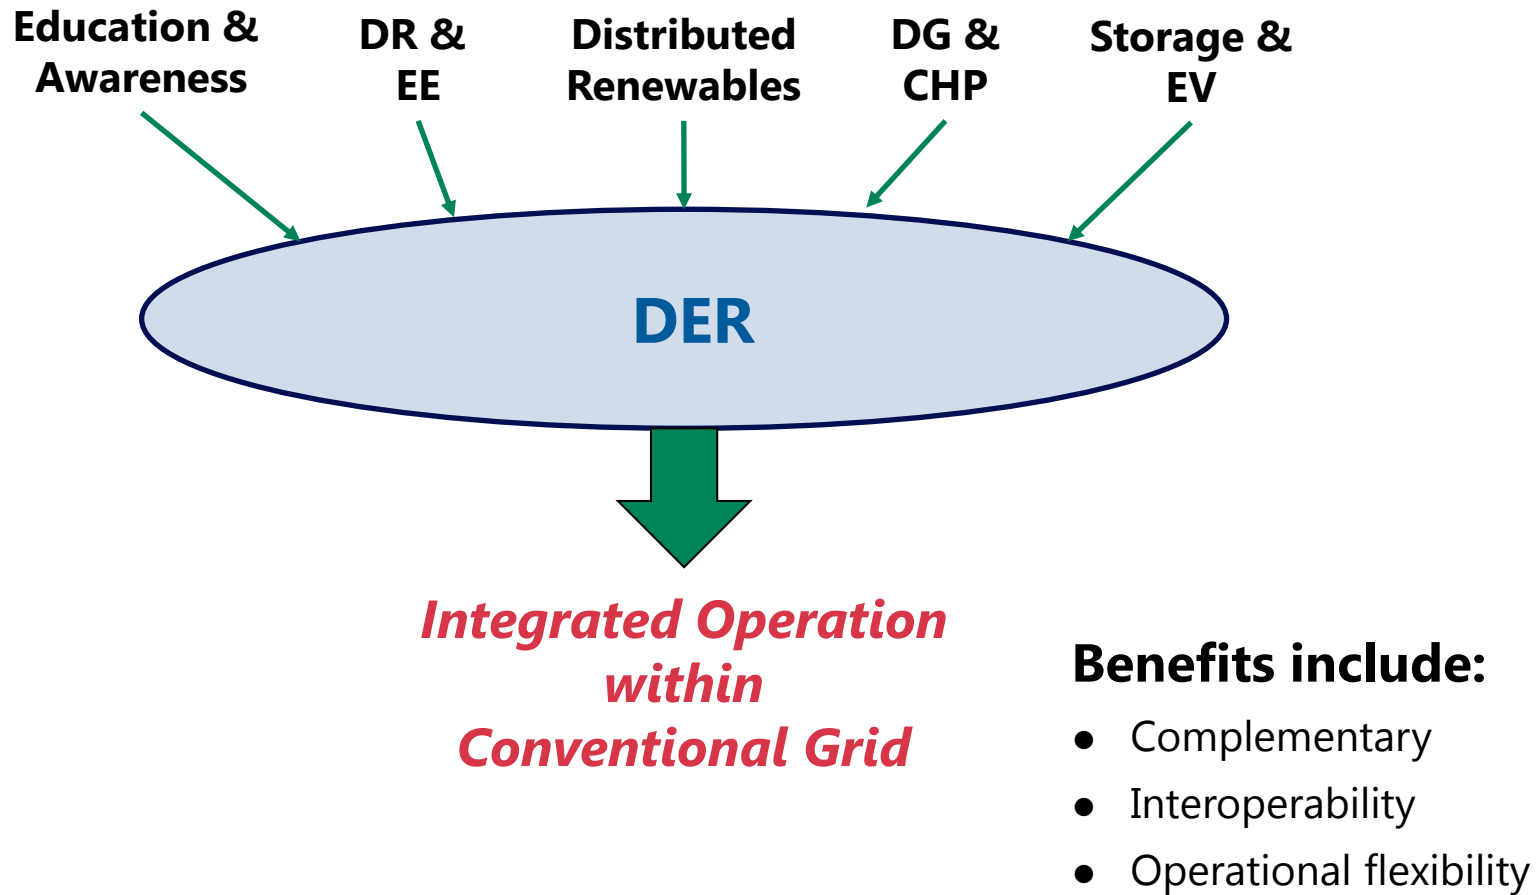 Education &
Awareness
DR &
EE
Distributed
Renewables
DG &
CHP
Storage &
EV
DER
Integrated Operation
within
Conventional Grid
Benefits include:
● Complementary
● Interoperability
● Operational flexibility